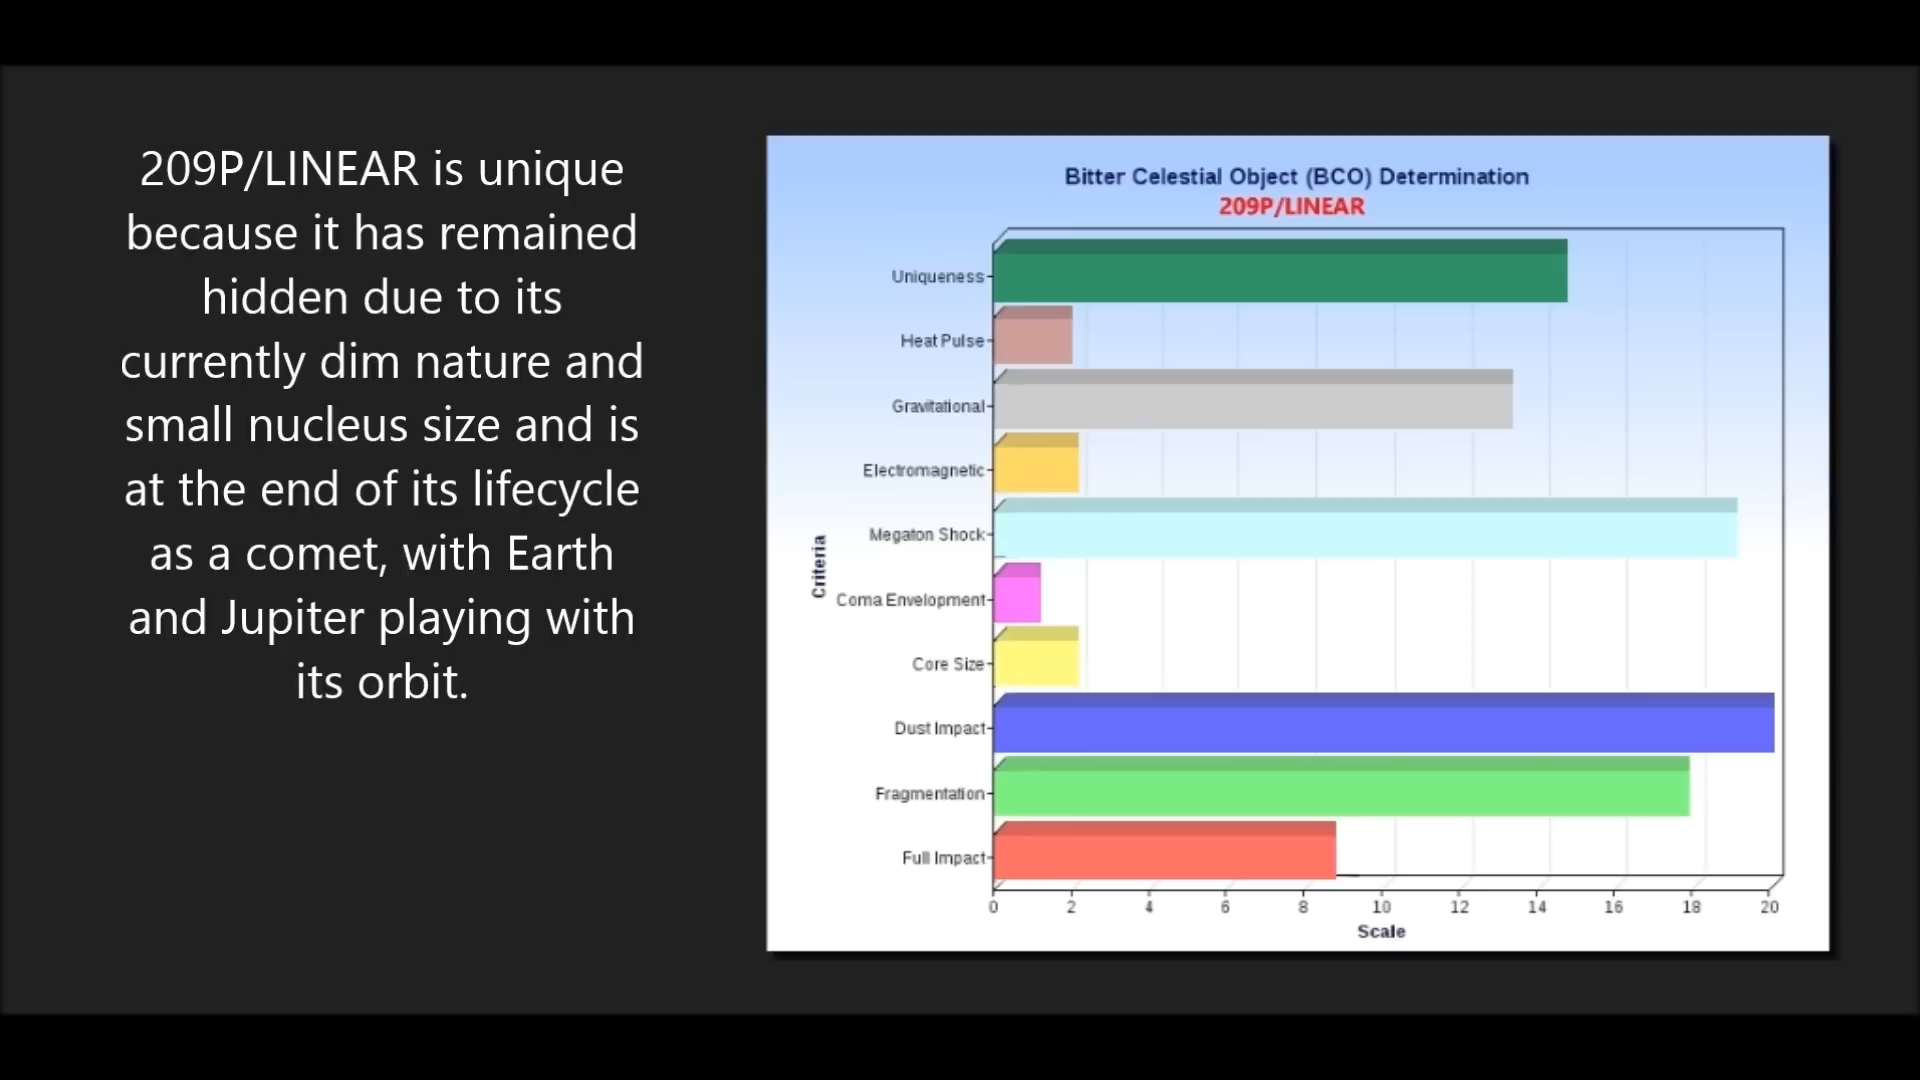 209P/LINEAR is unique
because it has remained
hidden due to its
currently dim nature and
small nucleus size and is
at the end of its lifecycle
as a comet, with Earth
and Jupiter playing with
its orbit.
Bitter Celestial Object (BCO) Determination
209P/LINEAR
Criteria
Uniqueness
Heat Pulse
Gravitational
Electromagnetic
Megaton Shock
Coma Envelopment
Core Size
Dust Impact
Fragmentation
Full Impact
0 2 4 6 8 10 12 14 16 18 20
Scale